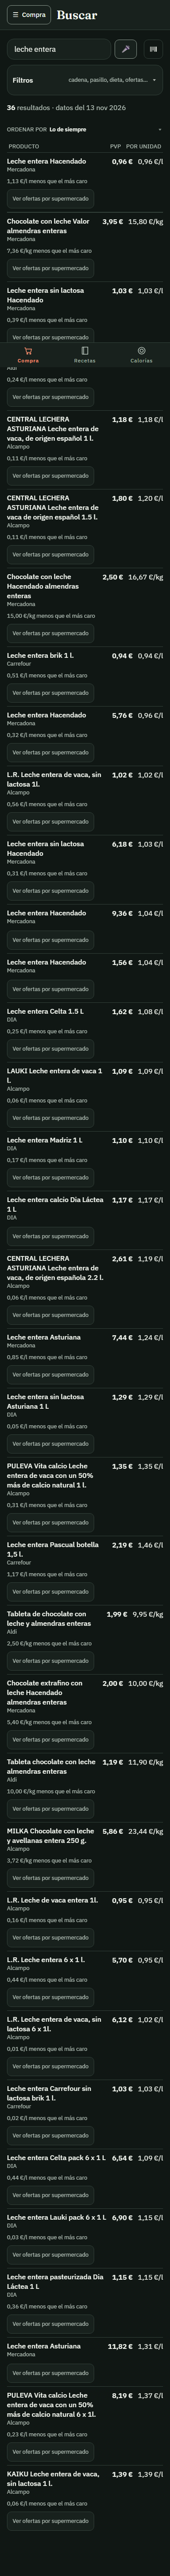 ☰ Compra
Buscar
leche entera
Filtros
cadena, pasillo, dieta, ofertas…
36 resultados · datos del 13 nov 2026
ORDENAR POR Lo de siempre
PRODUCTO PVP POR UNIDAD
Leche entera Hacendado 0,96 € 0,96 €/l
Mercadona
1,13 €/l menos que el más caro
Ver ofertas por supermercado
Chocolate con leche Valor 3,95 € 15,80 €/kg
almendras enteras
Mercadona
7,36 €/kg menos que el más caro
Ver ofertas por supermercado
Leche entera sin lactosa 1,03 € 1,03 €/l
Hacendado
Mercadona
0,39 €/l menos que el más caro
Ver ofertas por supermercado
Compra Recetas Calorías
Aldi
0,24 €/l menos que el más caro
Ver ofertas por supermercado
CENTRAL LECHERA 1,18 € 1,18 €/l
ASTURIANA Leche entera de
vaca, de origen español 1 l.
Alcampo
0,11 €/l menos que el más caro
Ver ofertas por supermercado
CENTRAL LECHERA 1,80 € 1,20 €/l
ASTURIANA Leche entera de
vaca de origen español 1.5 l.
Alcampo
0,11 €/l menos que el más caro
Ver ofertas por supermercado
Chocolate con leche 2,50 € 16,67 €/kg
Hacendado almendras
enteras
Mercadona
15,00 €/kg menos que el más caro
Ver ofertas por supermercado
Leche entera brik 1 l. 0,94 € 0,94 €/l
Carrefour
0,51 €/l menos que el más caro
Ver ofertas por supermercado
Leche entera Hacendado 5,76 € 0,96 €/l
Mercadona
0,32 €/l menos que el más caro
Ver ofertas por supermercado
L.R. Leche entera de vaca, sin 1,02 € 1,02 €/l
lactosa 1l.
Alcampo
0,56 €/l menos que el más caro
Ver ofertas por supermercado
Leche entera sin lactosa 6,18 € 1,03 €/l
Hacendado
Mercadona
0,31 €/l menos que el más caro
Ver ofertas por supermercado
Leche entera Hacendado 9,36 € 1,04 €/l
Mercadona
Ver ofertas por supermercado
Leche entera Hacendado 1,56 € 1,04 €/l
Mercadona
Ver ofertas por supermercado
Leche entera Celta 1.5 L 1,62 € 1,08 €/l
DIA
0,25 €/l menos que el más caro
Ver ofertas por supermercado
LAUKI Leche entera de vaca 1 1,09 € 1,09 €/l
l.
Alcampo
0,06 €/l menos que el más caro
Ver ofertas por supermercado
Leche entera Madriz 1 L 1,10 € 1,10 €/l
DIA
0,17 €/l menos que el más caro
Ver ofertas por supermercado
Leche entera calcio Dia Láctea 1,17 € 1,17 €/l
1 L
DIA
Ver ofertas por supermercado
CENTRAL LECHERA 2,61 € 1,19 €/l
ASTURIANA Leche entera de
vaca, de origen española 2.2 l.
Alcampo
0,06 €/l menos que el más caro
Ver ofertas por supermercado
Leche entera Asturiana 7,44 € 1,24 €/l
Mercadona
0,85 €/l menos que el más caro
Ver ofertas por supermercado
Leche entera sin lactosa 1,29 € 1,29 €/l
Asturiana 1 L
DIA
0,05 €/l menos que el más caro
Ver ofertas por supermercado
PULEVA Vita calcio Leche 1,35 € 1,35 €/l
entera de vaca con un 50%
más de calcio natural 1 l.
Alcampo
0,31 €/l menos que el más caro
Ver ofertas por supermercado
Leche entera Pascual botella 2,19 € 1,46 €/l
1,5 l.
Carrefour
1,17 €/l menos que el más caro
Ver ofertas por supermercado
Tableta de chocolate con 1,99 € 9,95 €/kg
leche y almendras enteras
Aldi
2,50 €/kg menos que el más caro
Ver ofertas por supermercado
Chocolate extrafino con 2,00 € 10,00 €/kg
leche Hacendado
almendras enteras
Mercadona
5,40 €/kg menos que el más caro
Ver ofertas por supermercado
Tableta chocolate con leche 1,19 € 11,90 €/kg
almendras enteras
Aldi
10,00 €/kg menos que el más caro
Ver ofertas por supermercado
MILKA Chocolate con leche 5,86 € 23,44 €/kg
y avellanas entera 250 g.
Alcampo
3,72 €/kg menos que el más caro
Ver ofertas por supermercado
L.R. Leche de vaca entera 1l. 0,95 € 0,95 €/l
Alcampo
0,16 €/l menos que el más caro
Ver ofertas por supermercado
L.R. Leche entera 6 x 1 l. 5,70 € 0,95 €/l
Alcampo
0,44 €/l menos que el más caro
Ver ofertas por supermercado
L.R. Leche entera de vaca, sin 6,12 € 1,02 €/l
lactosa 6 x 1l.
Alcampo
0,01 €/l menos que el más caro
Ver ofertas por supermercado
Leche entera Carrefour sin 1,03 € 1,03 €/l
lactosa brik 1 l.
Carrefour
0,02 €/l menos que el más caro
Ver ofertas por supermercado
Leche entera Celta pack 6 x 1 L 6,54 € 1,09 €/l
DIA
0,44 €/l menos que el más caro
Ver ofertas por supermercado
Leche entera Lauki pack 6 x 1 L 6,90 € 1,15 €/l
DIA
0,03 €/l menos que el más caro
Ver ofertas por supermercado
Leche entera pasteurizada Dia 1,15 € 1,15 €/l
Láctea 1 L
DIA
0,36 €/l menos que el más caro
Ver ofertas por supermercado
Leche entera Asturiana 11,82 € 1,31 €/l
Mercadona
Ver ofertas por supermercado
PULEVA Vita calcio Leche 8,19 € 1,37 €/l
entera de vaca con un 50%
más de calcio natural 6 x 1l.
Alcampo
0,23 €/l menos que el más caro
Ver ofertas por supermercado
KAIKU Leche entera de vaca, 1,39 € 1,39 €/l
sin lactosa 1 l.
Alcampo
0,06 €/l menos que el más caro
Ver ofertas por supermercado